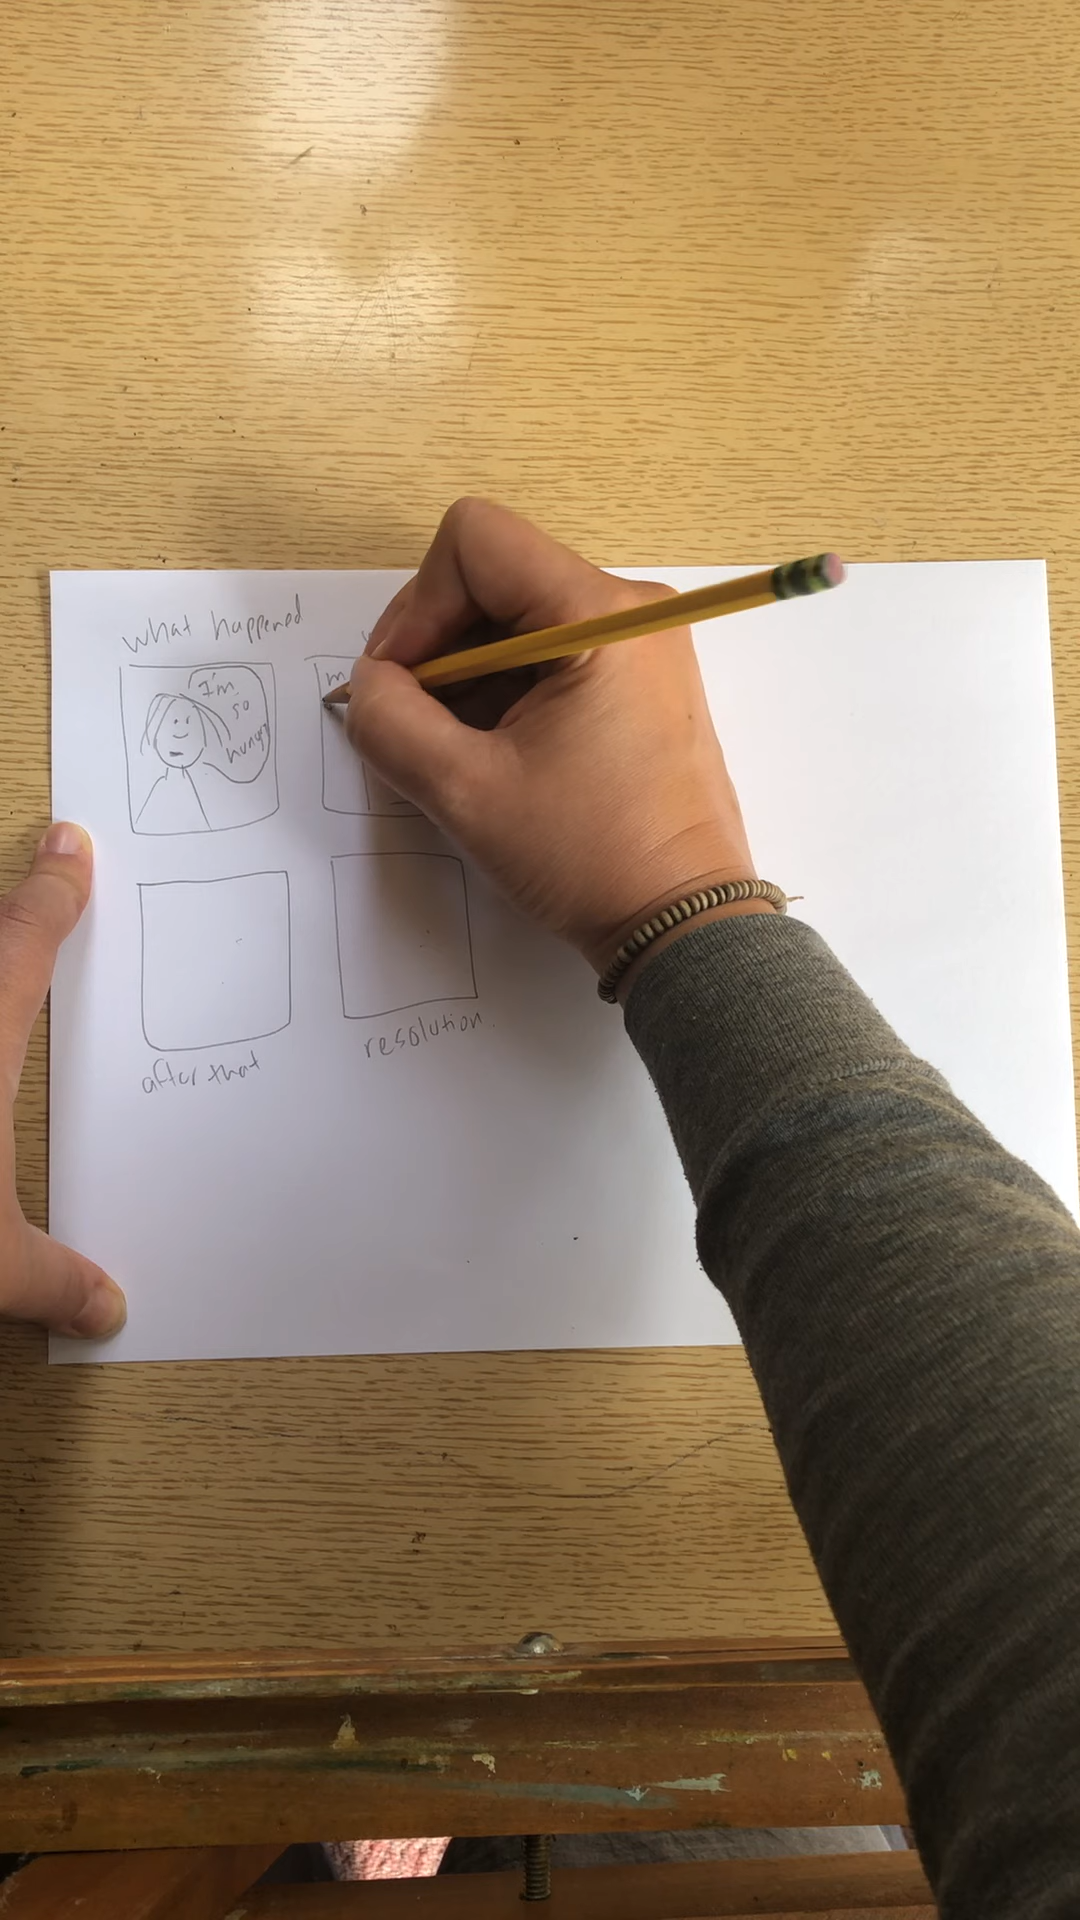 what happened
I'm
so
hungry
m
after that
resolution